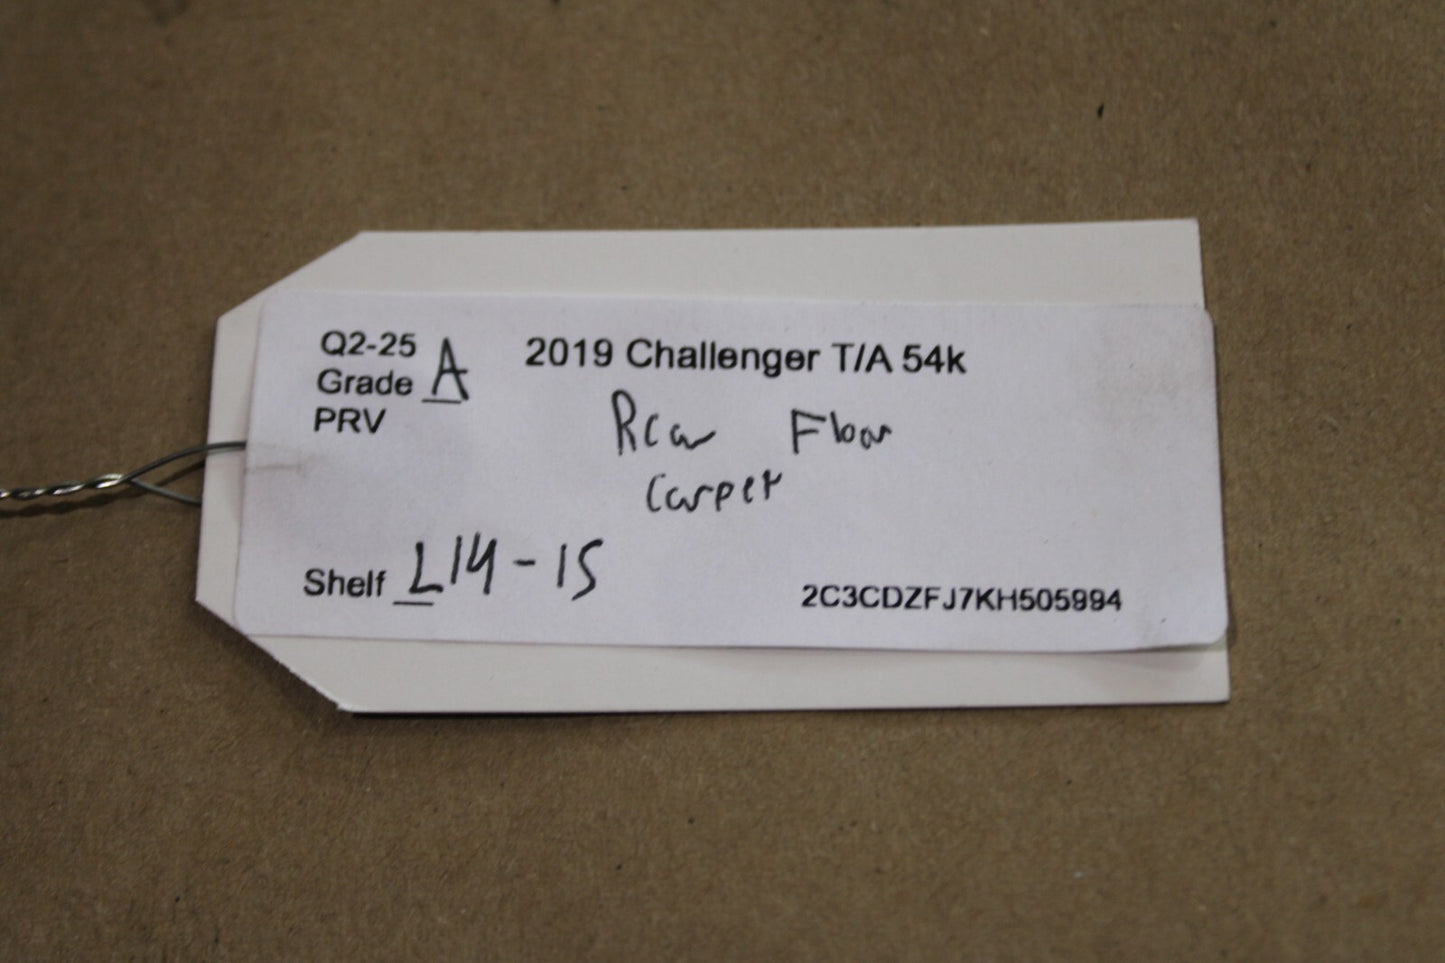 Q2-25
Grade A
PRV
2019 Challenger T/A 54k
Rear Floor
Carpet
Shelf L14-15
2C3CDZFJ7KH505994